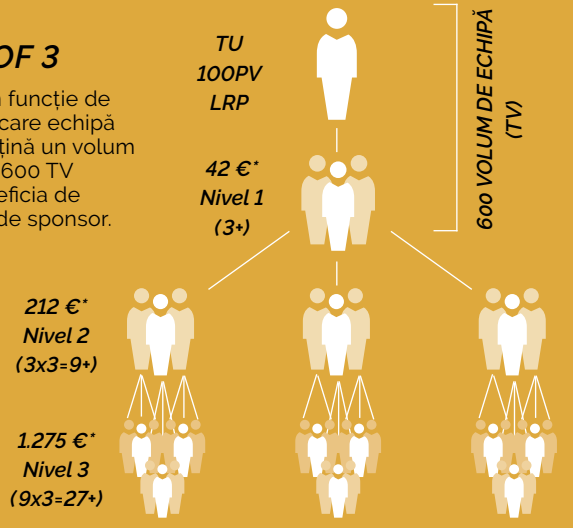 OF 3
funcție de
care echipă
țină un volum
600 TV
eficia de
de sponsor.
TU
100PV
LRP
42 €*
Nivel 1
(3+)
600 VOLUM DE ECHIPĂ
(TV)
212 €*
Nivel 2
(3x3=9+)
1.275 €*
Nivel 3
(9x3=27+)